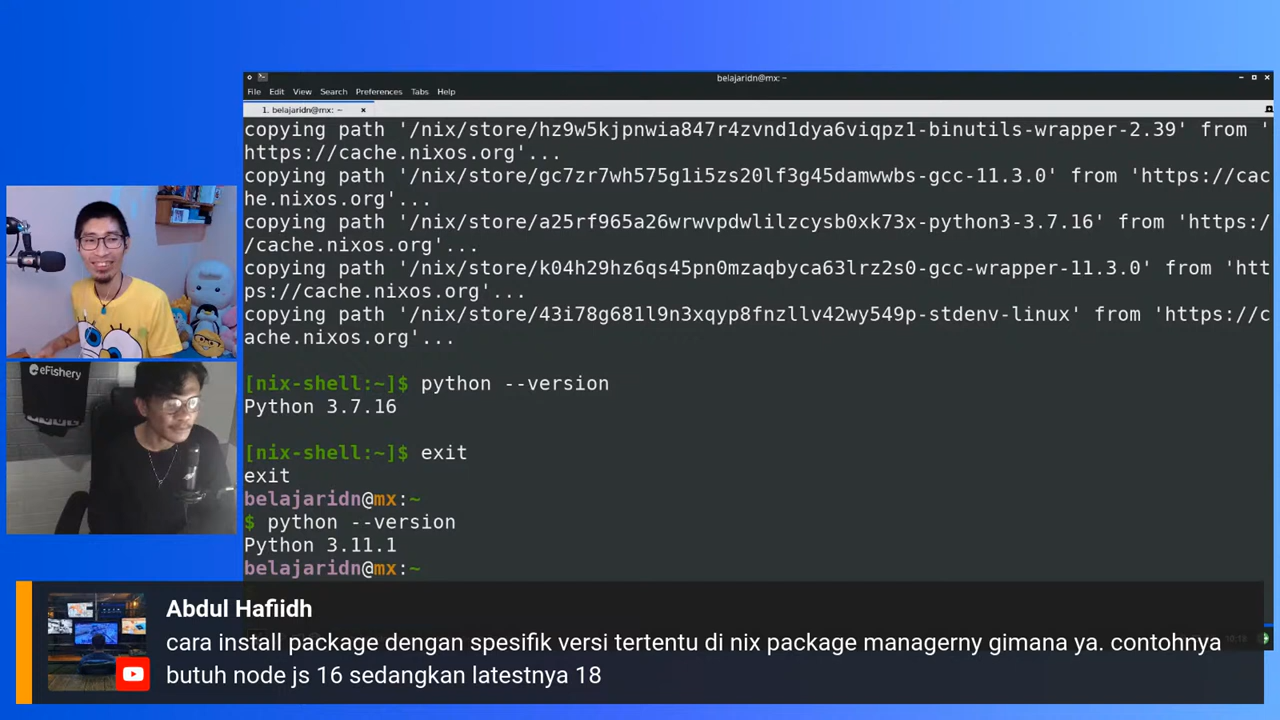 belajaridn@mx: ~
File Edit View Search Preferences Tabs Help
1. belajaridn@mx: ~ ×
copying path '/nix/store/hz9w5kjpnwia847r4zvnd1dya6viqpz1-binutils-wrapper-2.39' from '
https://cache.nixos.org'...
copying path '/nix/store/gc7zr7wh575g1i5zs20lf3g45damwwbs-gcc-11.3.0' from 'https://cac
he.nixos.org'...
copying path '/nix/store/a25rf965a26wrwvpdwlilzcysb0xk73x-python3-3.7.16' from 'https:/
/cache.nixos.org'...
copying path '/nix/store/k04h29hz6qs45pn0mzaqbyca63lrz2s0-gcc-wrapper-11.3.0' from 'htt
ps://cache.nixos.org'...
copying path '/nix/store/43i78g681l9n3xqyp8fnzllv42wy549p-stdenv-linux' from 'https://c
ache.nixos.org'...
[nix-shell:~]$ python --version
Python 3.7.16
[nix-shell:~]$ exit
exit
belajaridn@mx:~
$ python --version
Python 3.11.1
belajaridn@mx:~
eFishery
Abdul Hafiidh
cara install package dengan spesifik versi tertentu di nix package managerny gimana ya. contohnya
butuh node js 16 sedangkan latestnya 18